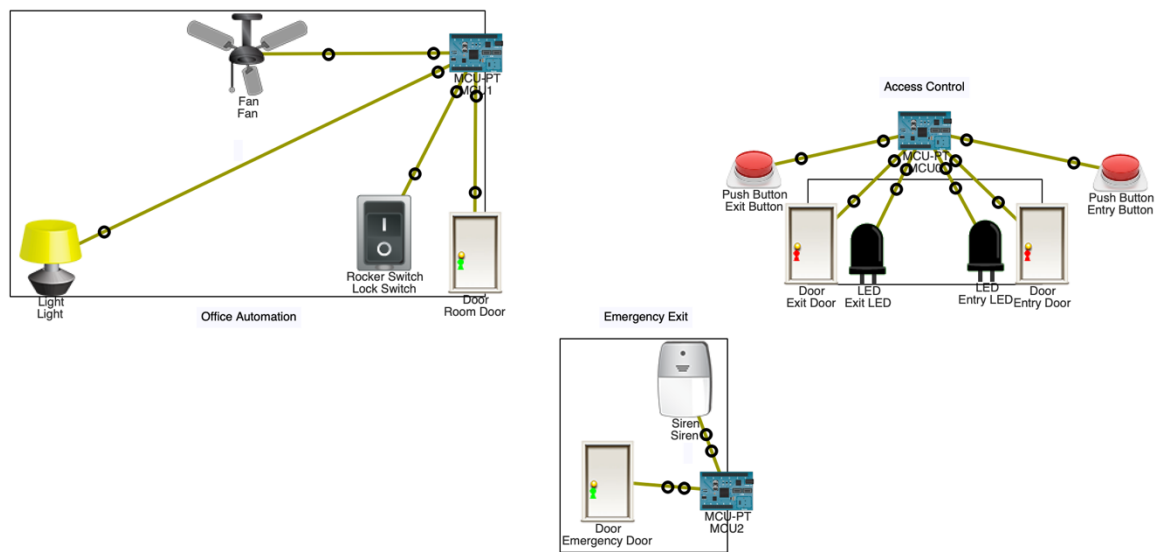 Fan
Fan
MCU-PT
MCU1
Light
Light
Rocker Switch
Lock Switch
Door
Room Door
Office Automation
Access Control
MCU-PT
MCU0
Push Button
Exit Button
Push Button
Entry Button
Door
Exit Door
LED
Exit LED
LED
Entry LED
Door
Entry Door
Emergency Exit
Siren
Siren
Door
Emergency Door
MCU-PT
MCU2